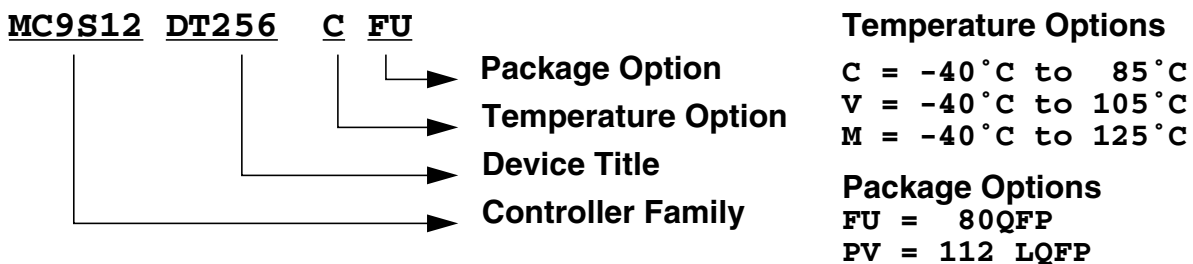 MC9S12 DT256 C FU
Package Option
Temperature Option
Device Title
Controller Family
Temperature Options
C = -40˚C to 85˚C
V = -40˚C to 105˚C
M = -40˚C to 125˚C
Package Options
FU = 80QFP
PV = 112 LQFP